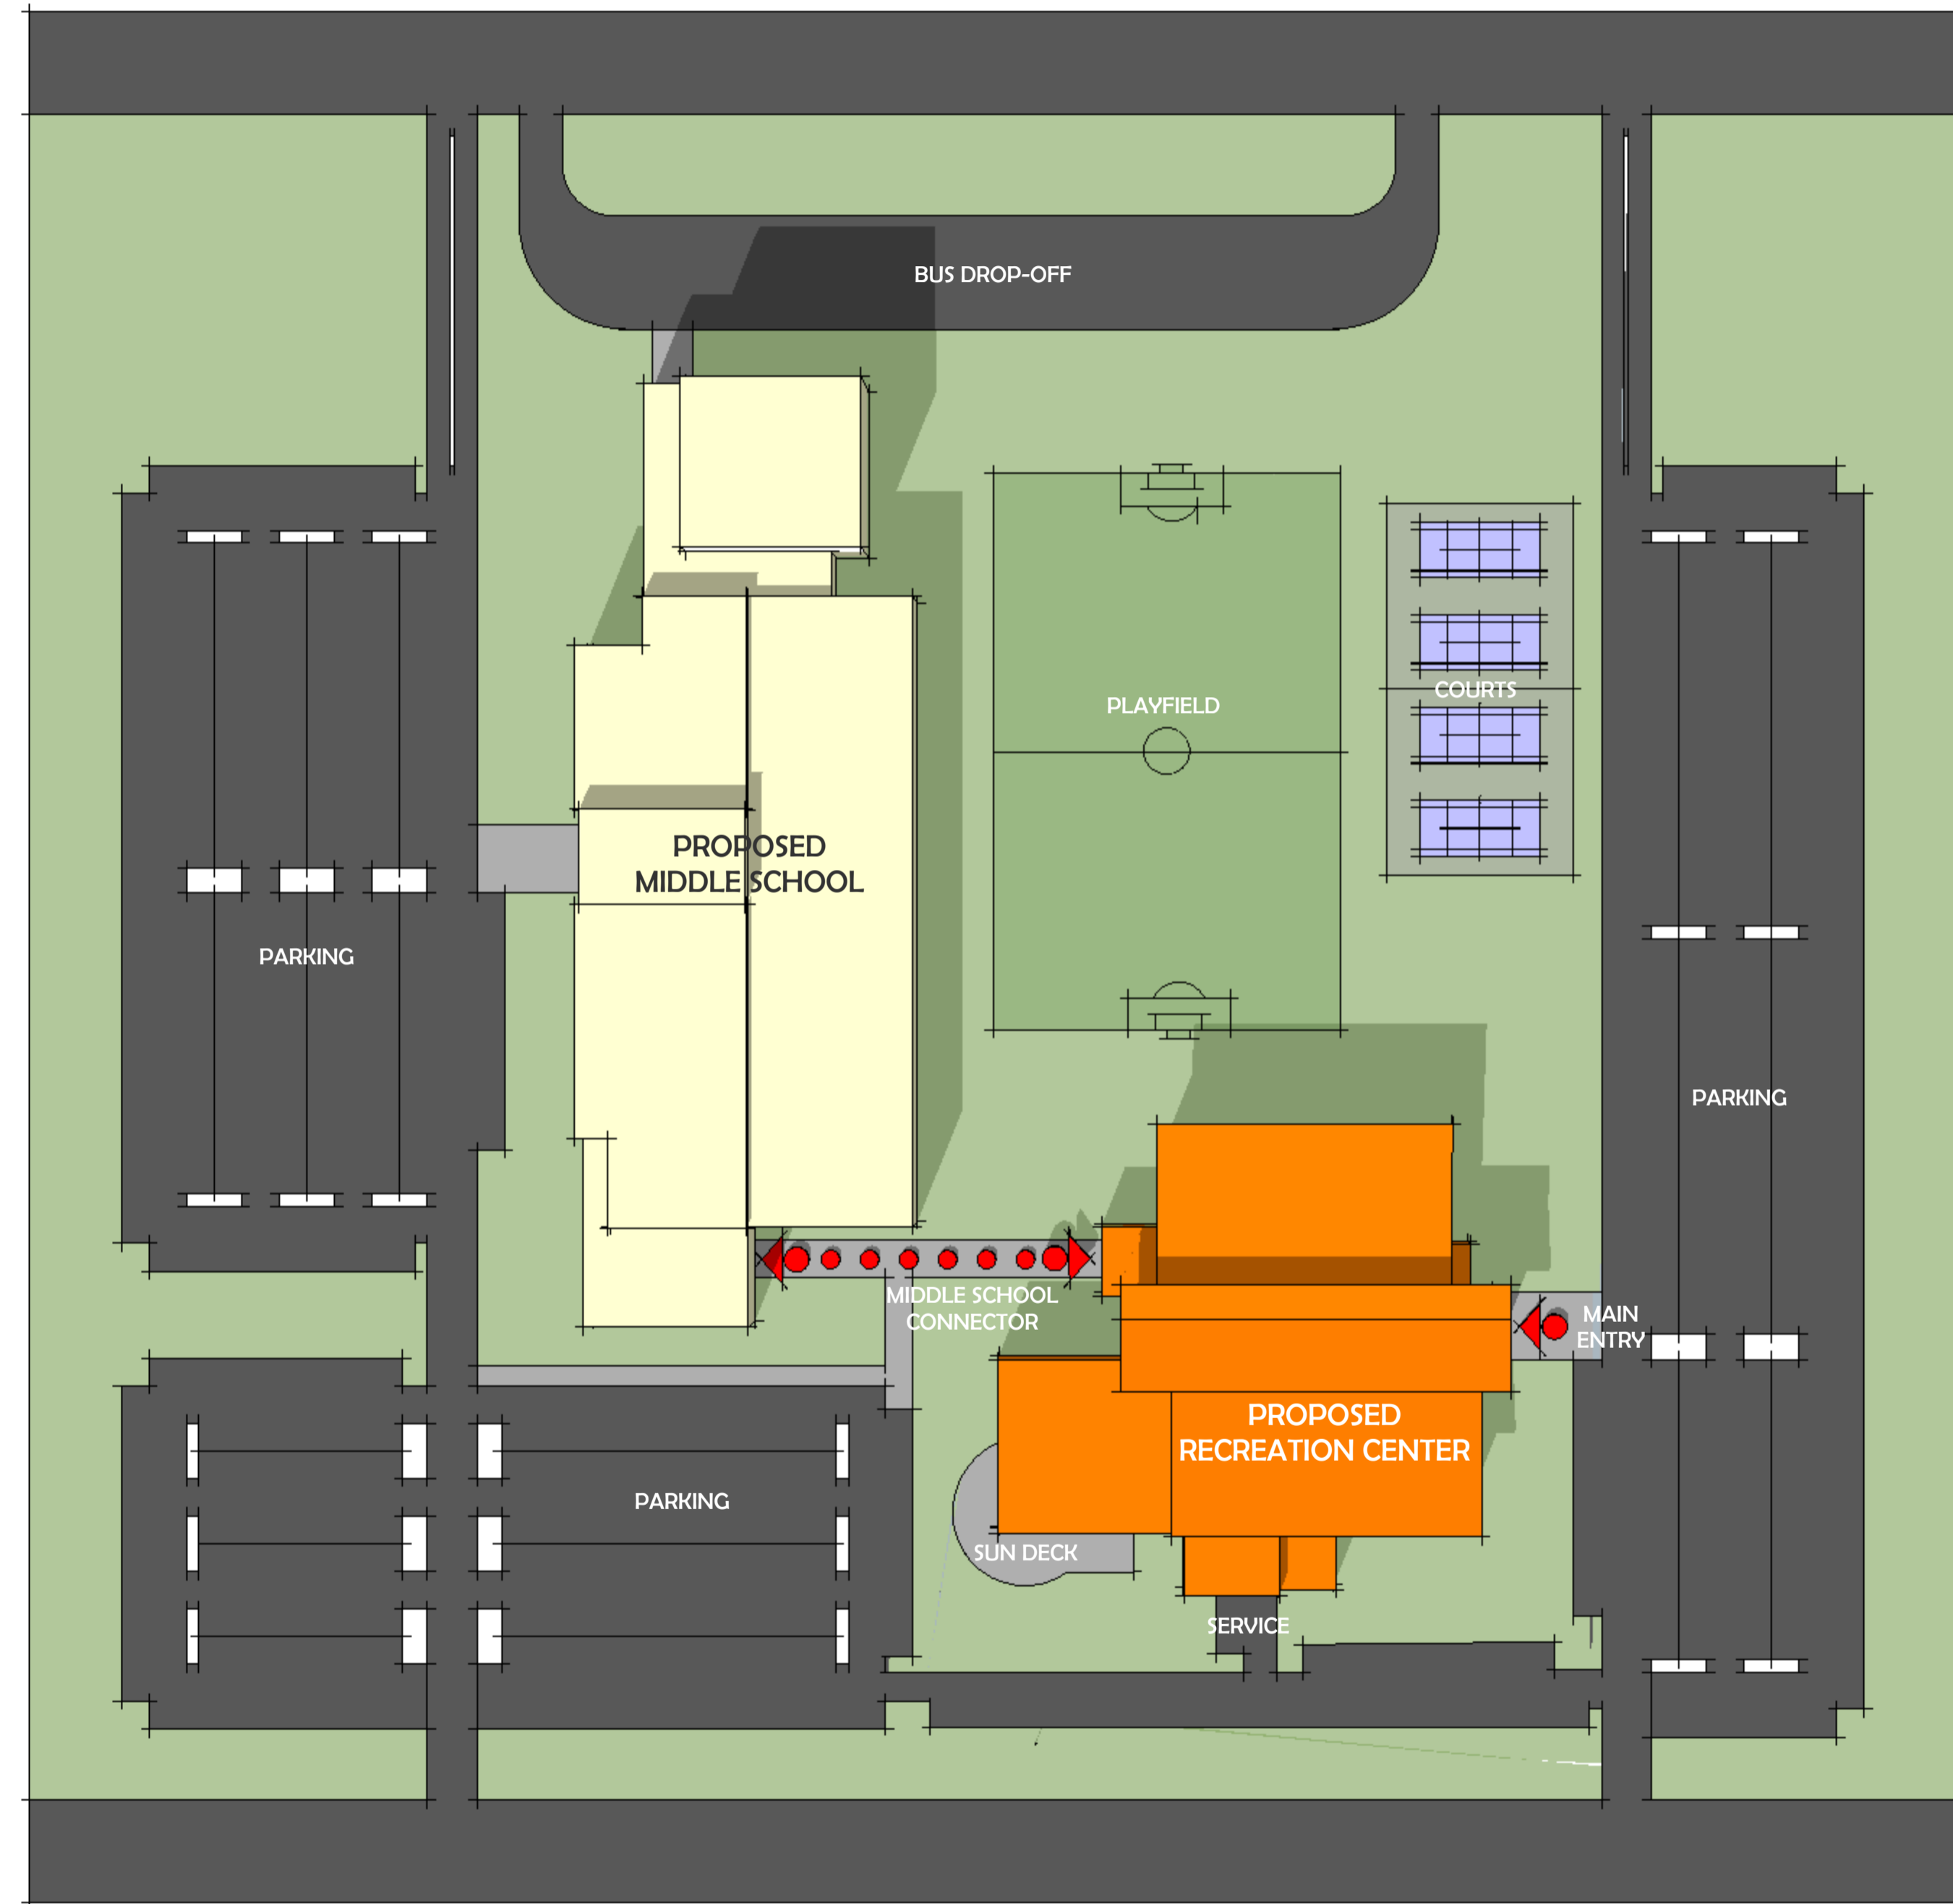 BUS DROP-OFF
COURTS
PLAYFIELD
PROPOSED
MIDDLE SCHOOL
PARKING
PARKING
MIDDLE SCHOOL
CONNECTOR
MAIN
ENTRY
PROPOSED
RECREATION CENTER
PARKING
SUN DECK
SERVICE